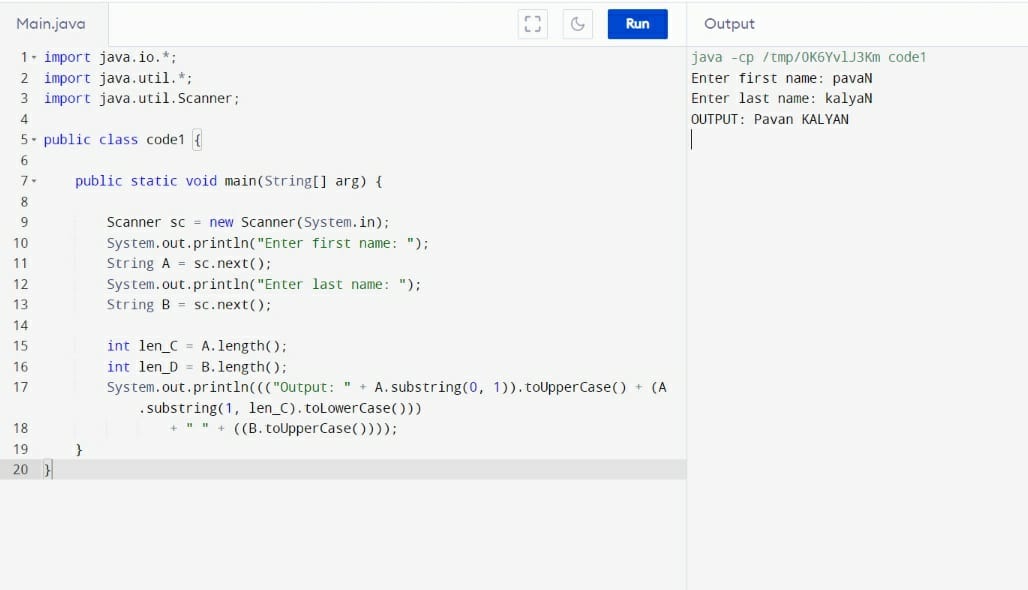 Main.java
Run
Output
1 import java.io.*;
2 import java.util.*;
3 import java.util.Scanner;
4
5 public class code1 {
6
7 public static void main(String[] arg) {
8
9 Scanner sc = new Scanner(System.in);
10 System.out.println("Enter first name: ");
11 String A = sc.next();
12 System.out.println("Enter last name: ");
13 String B = sc.next();
14
15 int len_C = A.length();
16 int len_D = B.length();
17 System.out.println((("Output: " + A.substring(0, 1)).toUpperCase() + (A
.substring(1, len_C).toLowerCase()))
18 + " " + ((B.toUpperCase())));
19 }
20 }
java -cp /tmp/0K6YvlJ3Km code1
Enter first name: pavaN
Enter last name: kalyaN
OUTPUT: Pavan KALYAN